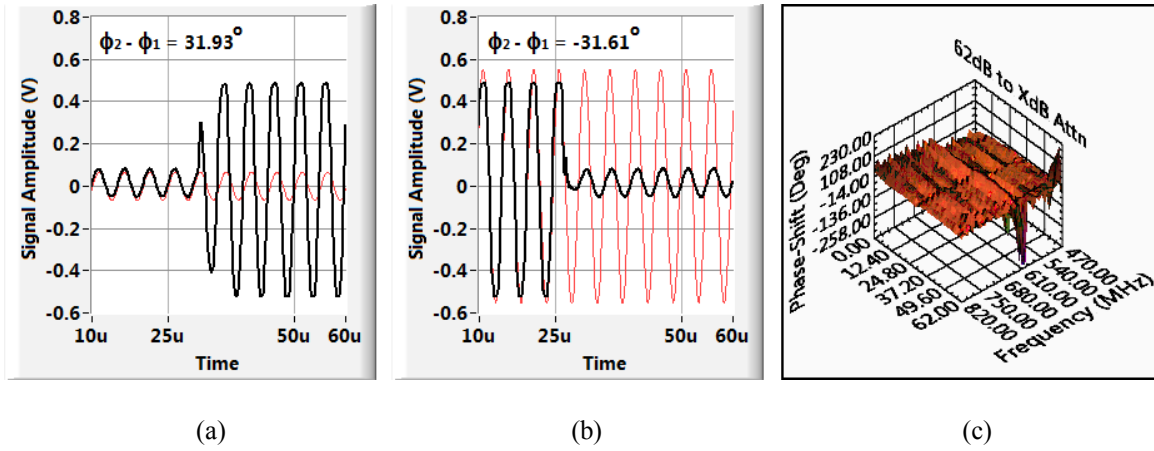 0.8
0.6
0.4
0.2
0
-0.2
-0.4
-0.6
Signal Amplitude (V)
ϕ₂ - ϕ₁ = 31.93°
10u 25u 50u 60u
Time
(a)
0.8
0.6
0.4
0.2
0
-0.2
-0.4
-0.6
Signal Amplitude (V)
ϕ₂ - ϕ₁ = -31.61°
10u 25u 50u 60u
Time
(b)
62dB to XdB Attn
230.00
108.00
-14.00
-136.00
-258.00
Phase-Shift (Deg)
0.00
12.40
24.80
37.20
49.60
62.00
470.00
540.00
610.00
680.00
750.00
820.00
Frequency (MHz)
(c)